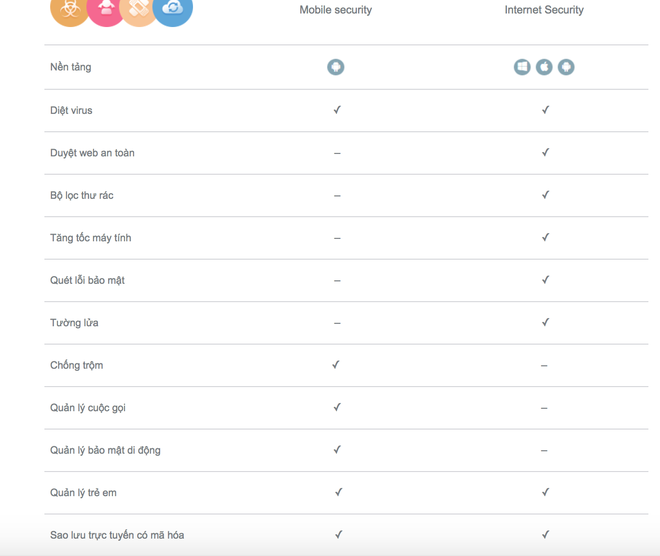 Mobile security Internet Security
Nền tảng
Diệt virus ✓ ✓
Duyệt web an toàn – ✓
Bộ lọc thư rác – ✓
Tăng tốc máy tính – ✓
Quét lỗi bảo mật – ✓
Tường lửa – ✓
Chống trộm ✓ –
Quản lý cuộc gọi ✓ –
Quản lý bảo mật di động ✓ –
Quản lý trẻ em ✓ ✓
Sao lưu trực tuyến có mã hóa ✓ ✓